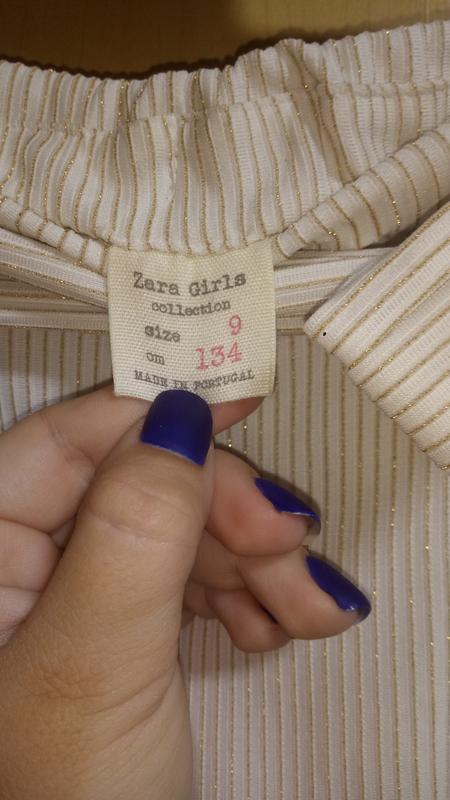 Zara Girls
collection
size 9
cm 134
MADE IN PORTUGAL